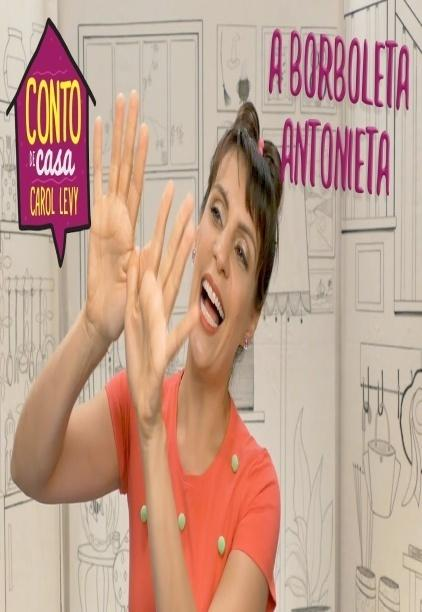 CONTO
DE casa
CAROL LEVY
A BORBOLETA
ANTONIETA